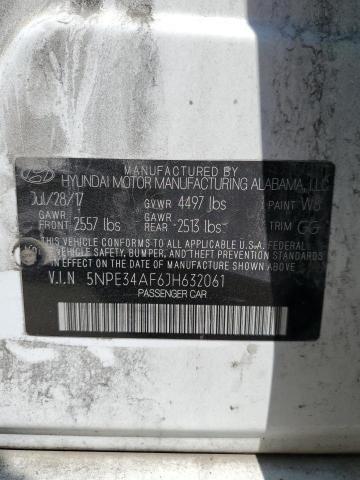 MANUFACTURED BY
HYUNDAI MOTOR MANUFACTURING ALABAMA, LLC
Jul/28/17 GVWR 4497 lbs PAINT W8
GAWR FRONT 2557 lbs GAWR REAR 2513 lbs TRIM GG
THIS VEHICLE CONFORMS TO ALL APPLICABLE U.S.A. FEDERAL
MOTOR VEHICLE SAFETY, BUMPER, AND THEFT PREVENTION STANDARDS
IN EFFECT ON THE DATE OF MANUFACTURE SHOWN ABOVE.
V.I.N 5NPE34AF6JH632061
PASSENGER CAR